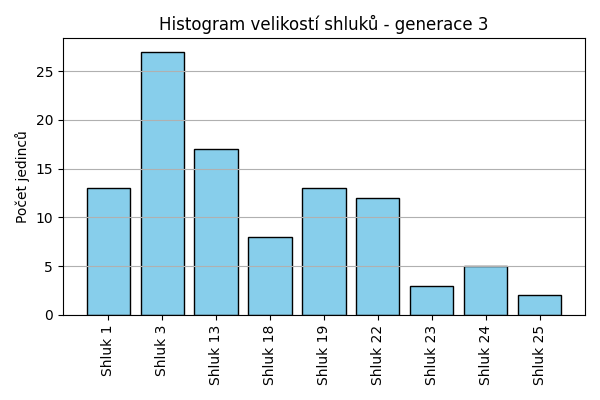 Histogram velikostí shluků - generace 3
Počet jedinců
25
20
15
10
5
0
Shluk 1
Shluk 3
Shluk 13
Shluk 18
Shluk 19
Shluk 22
Shluk 23
Shluk 24
Shluk 25